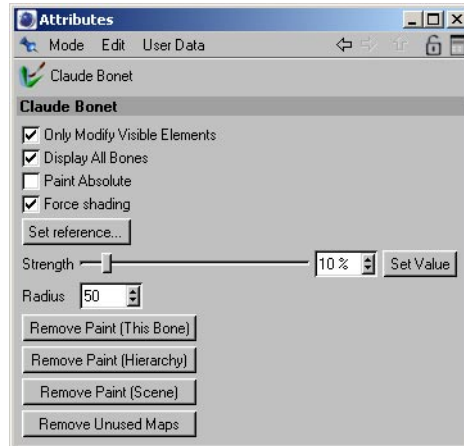 Attributes
Mode Edit User Data
Claude Bonet
Claude Bonet
Only Modify Visible Elements
Display All Bones
Paint Absolute
Force shading
Set reference...
Strength 10 % Set Value
Radius 50
Remove Paint (This Bone)
Remove Paint (Hierarchy)
Remove Paint (Scene)
Remove Unused Maps